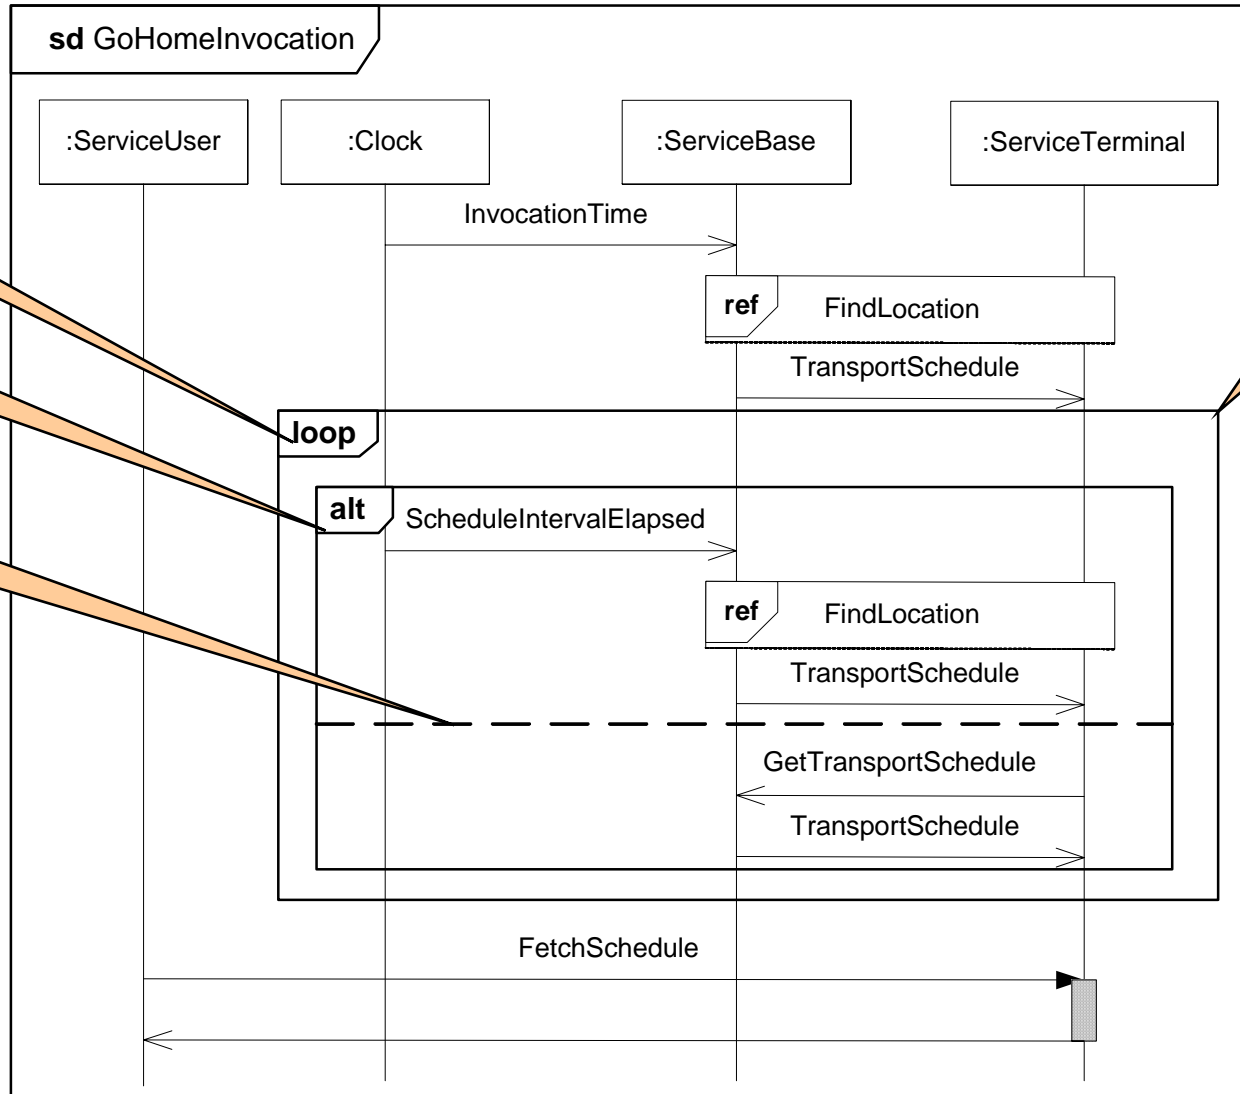 sd GoHomeInvocation
:ServiceUser
:Clock
:ServiceBase
:ServiceTerminal
InvocationTime
ref FindLocation
TransportSchedule
loop
alt
ScheduleIntervalElapsed
ref FindLocation
TransportSchedule
GetTransportSchedule
TransportSchedule
FetchSchedule